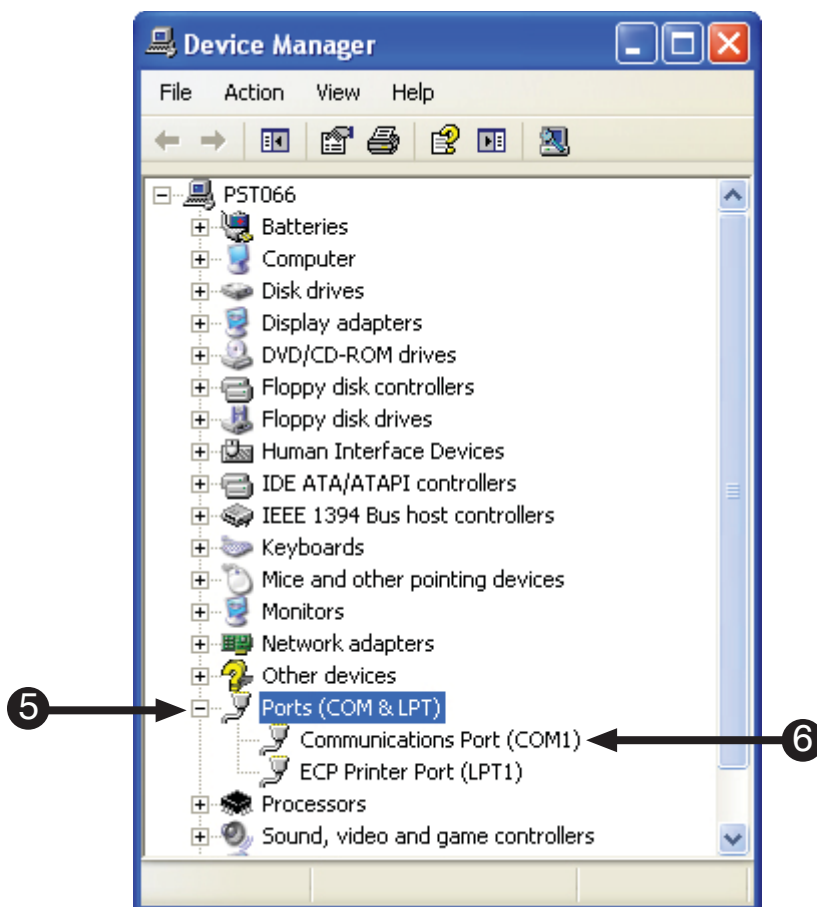 Device Manager
File Action View Help
PST066
Batteries
Computer
Disk drives
Display adapters
DVD/CD-ROM drives
Floppy disk controllers
Floppy disk drives
Human Interface Devices
IDE ATA/ATAPI controllers
IEEE 1394 Bus host controllers
Keyboards
Mice and other pointing devices
Monitors
Network adapters
Other devices
5 Ports (COM & LPT)
Communications Port (COM1) 6
ECP Printer Port (LPT1)
Processors
Sound, video and game controllers